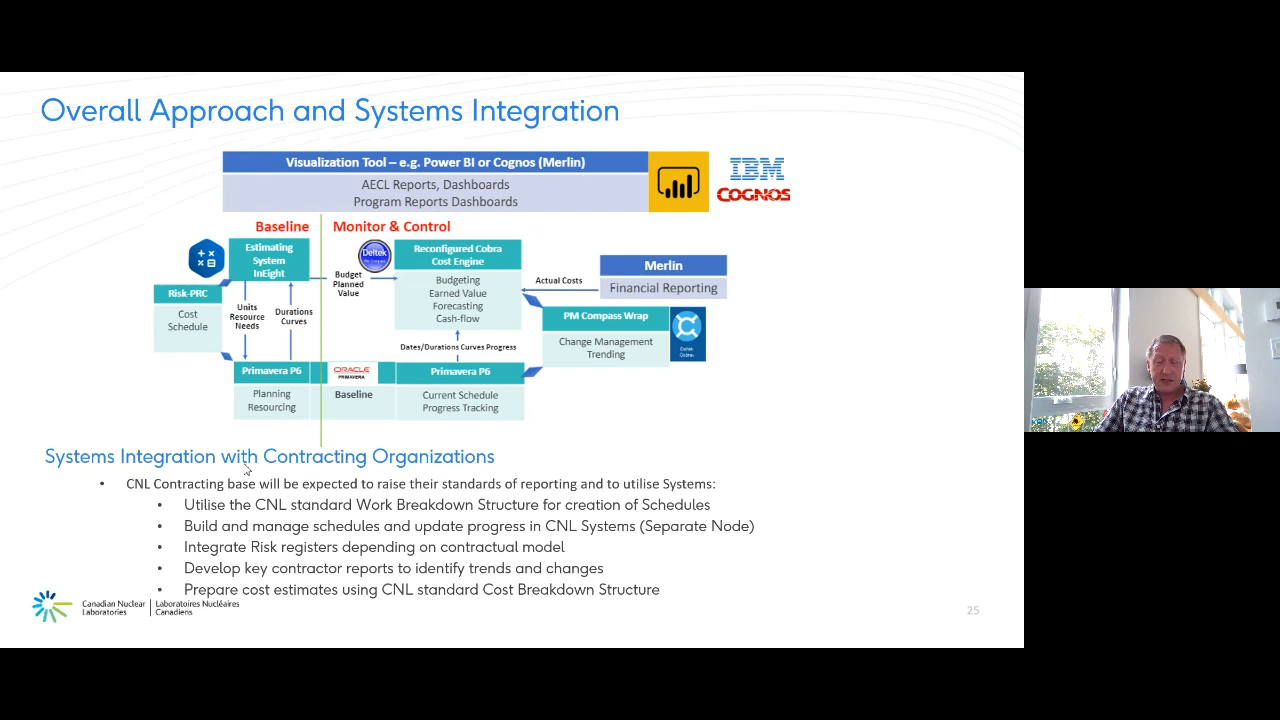 Overall Approach and Systems Integration
Visualization Tool – e.g. Power BI or Cognos (Merlin)
AECL Reports, Dashboards
Program Reports Dashboards
IBM
COGNOS
Baseline
Monitor & Control
Estimating
System
InEight
Deltek
Reconfigured Cobra
Cost Engine
Budget
Planned
Value
Budgeting
Earned Value
Forecasting
Cash-flow
Actual Costs
Merlin
Financial Reporting
Risk-PRC
Cost
Schedule
Units
Resource
Needs
Durations
Curves
PM Compass Wrap
Change Management
Trending
Deltek
Cobra
Dates/Durations Curves Progress
Primavera P6
Planning
Resourcing
ORACLE
PRIMAVERA
Baseline
Primavera P6
Current Schedule
Progress Tracking
Systems Integration with Contracting Organizations
• CNL Contracting base will be expected to raise their standards of reporting and to utilise Systems:
• Utilise the CNL standard Work Breakdown Structure for creation of Schedules
• Build and manage schedules and update progress in CNL Systems (Separate Node)
• Integrate Risk registers depending on contractual model
• Develop key contractor reports to identify trends and changes
• Prepare cost estimates using CNL standard Cost Breakdown Structure
Canadian Nuclear | Laboratoires Nucléaires
Laboratories | Canadiens
25